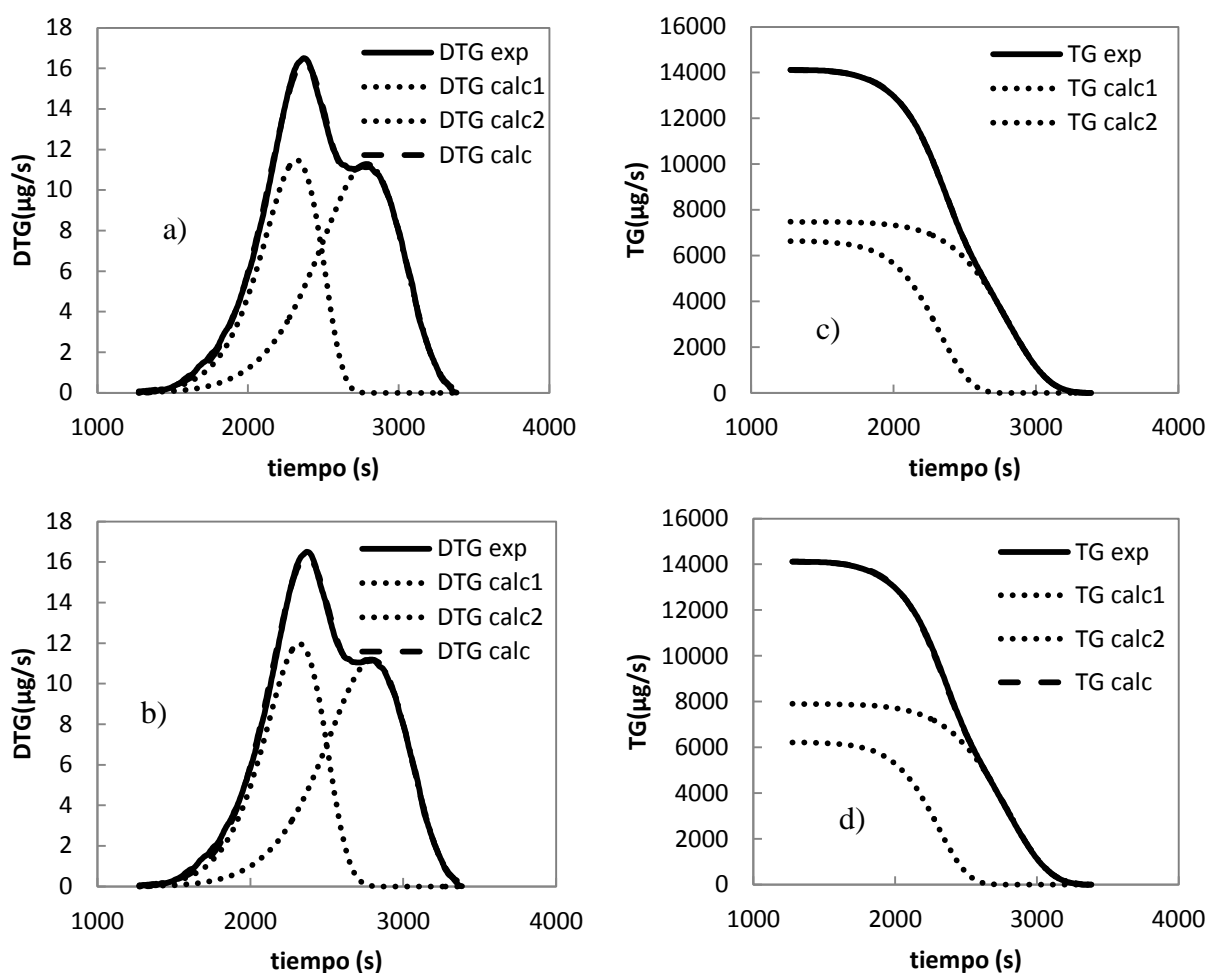 18
16
14
12
10
8
6
4
2
0
DTG(µg/s)
1000
2000
3000
4000
tiempo (s)
a)
DTG exp
DTG calc1
DTG calc2
DTG calc
16000
14000
12000
10000
8000
6000
4000
2000
0
TG(µg/s)
1000
2000
3000
4000
tiempo (s)
c)
TG exp
TG calc1
TG calc2
18
16
14
12
10
8
6
4
2
0
DTG(µg/s)
1000
2000
3000
4000
tiempo (s)
b)
DTG exp
DTG calc1
DTG calc2
DTG calc
16000
14000
12000
10000
8000
6000
4000
2000
0
TG(µg/s)
1000
2000
3000
4000
tiempo (s)
d)
TG exp
TG calc1
TG calc2
TG calc